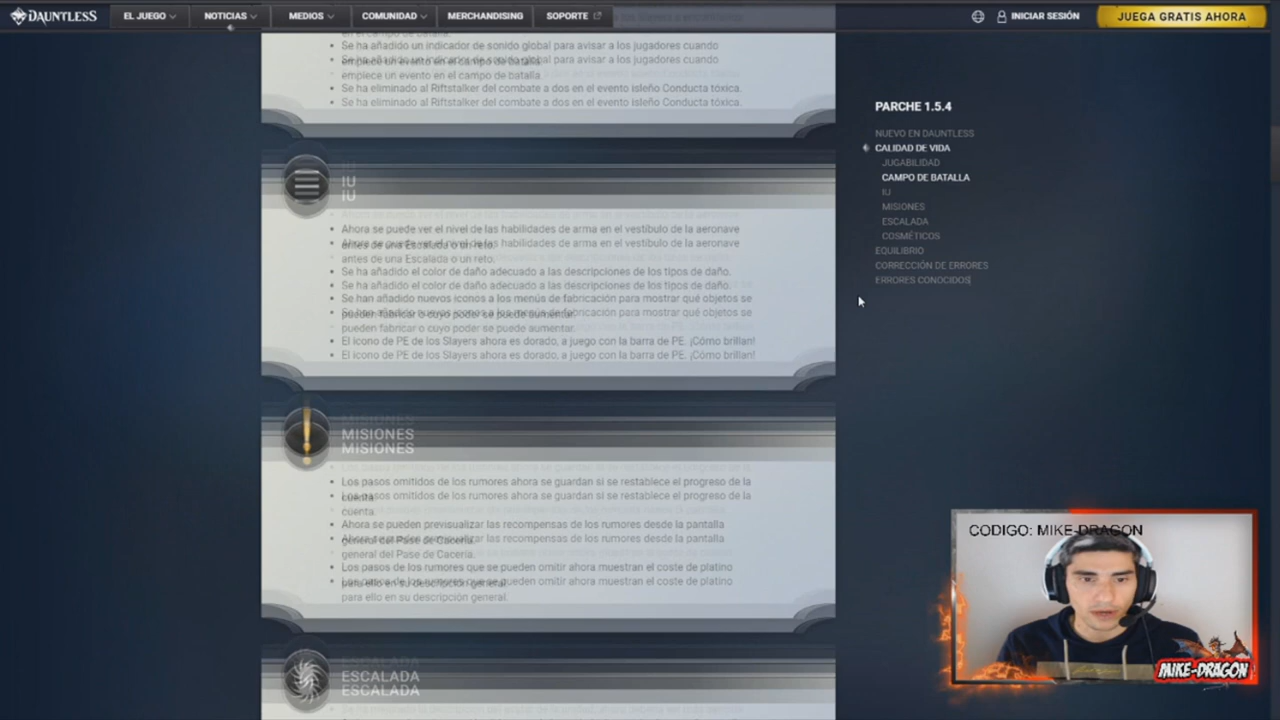 DAUNTLESS
EL JUEGO
NOTICIAS
MEDIOS
COMUNIDAD
MERCHANDISING
SOPORTE
INICIAR SESIÓN
JUEGA GRATIS AHORA
en el campo de batalla.
Se ha añadido un indicador de sonido global para avisar a los jugadores cuando
empiece un evento en el campo de batalla.
Se ha eliminado al Riftstalker del combate a dos en el evento isleño Conducta tóxica.
IU
Ahora se puede ver el nivel de las habilidades de arma en el vestíbulo de la aeronave
antes de una Escalada o un reto.
Se ha añadido el color de daño adecuado a las descripciones de los tipos de daño.
Se han añadido nuevos iconos a los menús de fabricación para mostrar qué objetos se
pueden fabricar o cuyo poder se puede aumentar.
El icono de PE de los Slayers ahora es dorado, a juego con la barra de PE. ¡Cómo brillan!
MISIONES
Los pasos omitidos de los rumores ahora se guardan si se restablece el progreso de la
cuenta.
Ahora se pueden previsualizar las recompensas de los rumores desde la pantalla
general del Pase de Cacería.
Los pasos de los rumores que se pueden omitir ahora muestran el coste de platino
para ello en su descripción general.
ESCALADA
PARCHE 1.5.4
NUEVO EN DAUNTLESS
CALIDAD DE VIDA
JUGABILIDAD
CAMPO DE BATALLA
IU
MISIONES
ESCALADA
COSMÉTICOS
EQUILIBRIO
CORRECCIÓN DE ERRORES
ERRORES CONOCIDOS
CODIGO: MIKE-DRAGON
MIKE-DRAGON